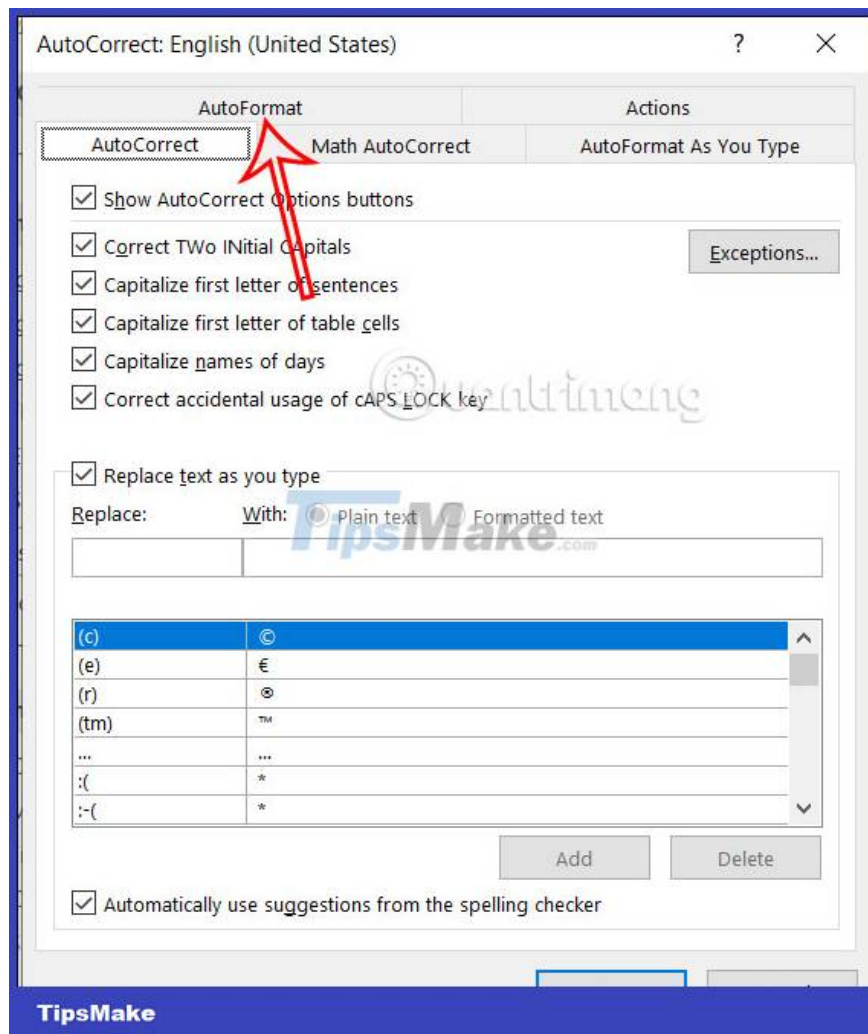 AutoCorrect: English (United States) ? ×
AutoFormat Actions
AutoCorrect Math AutoCorrect AutoFormat As You Type
Show AutoCorrect Options buttons
Correct TWo INitial CApitals
Exceptions...
Capitalize first letter of sentences
Capitalize first letter of table cells
Capitalize names of days
Correct accidental usage of cAPS LOCK key
Quantrimang
Replace text as you type
Replace: With: Plain text Formatted text
TipsMake.com
(c) ©
(e) €
(r) ®
(tm) ™
... ...
:( *
:-( *
Add Delete
Automatically use suggestions from the spelling checker
TipsMake